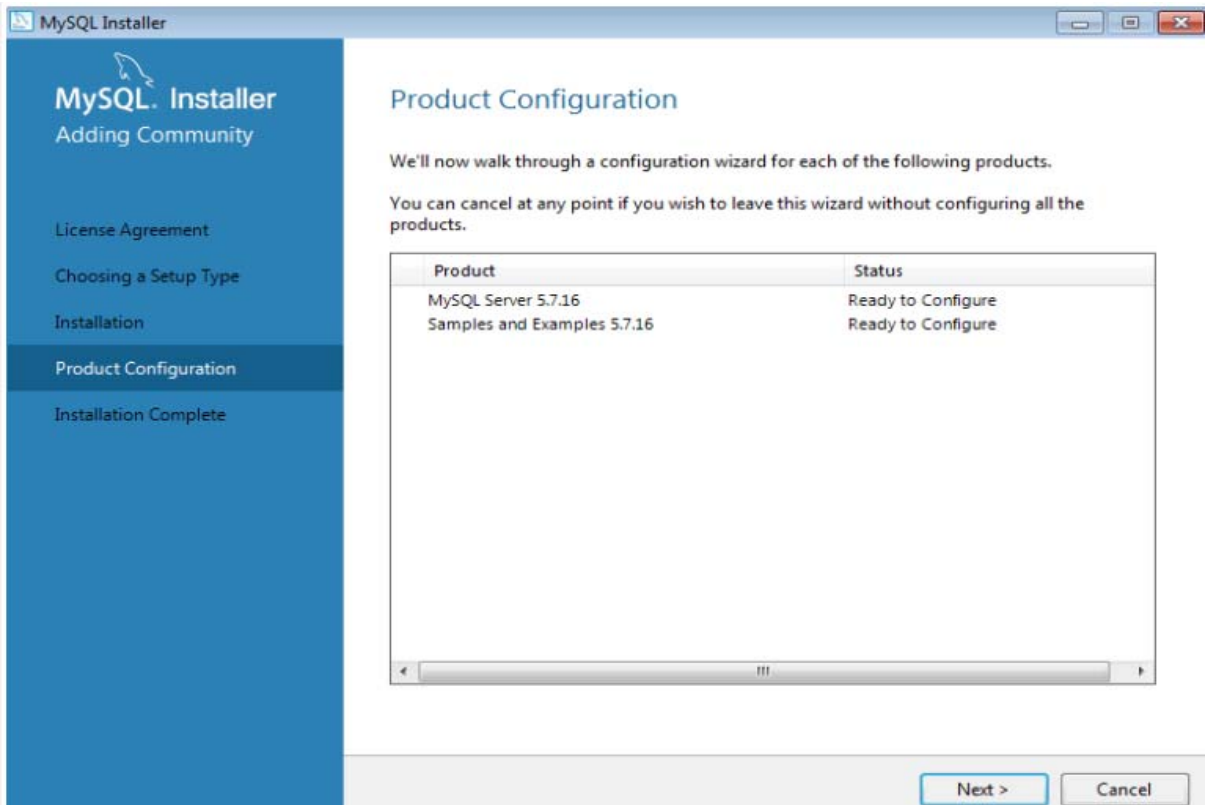 MySQL Installer
MySQL. Installer
Adding Community
License Agreement
Choosing a Setup Type
Installation
Product Configuration
Installation Complete
Product Configuration
We'll now walk through a configuration wizard for each of the following products.
You can cancel at any point if you wish to leave this wizard without configuring all the
products.
Product Status
MySQL Server 5.7.16 Ready to Configure
Samples and Examples 5.7.16 Ready to Configure
Next > Cancel